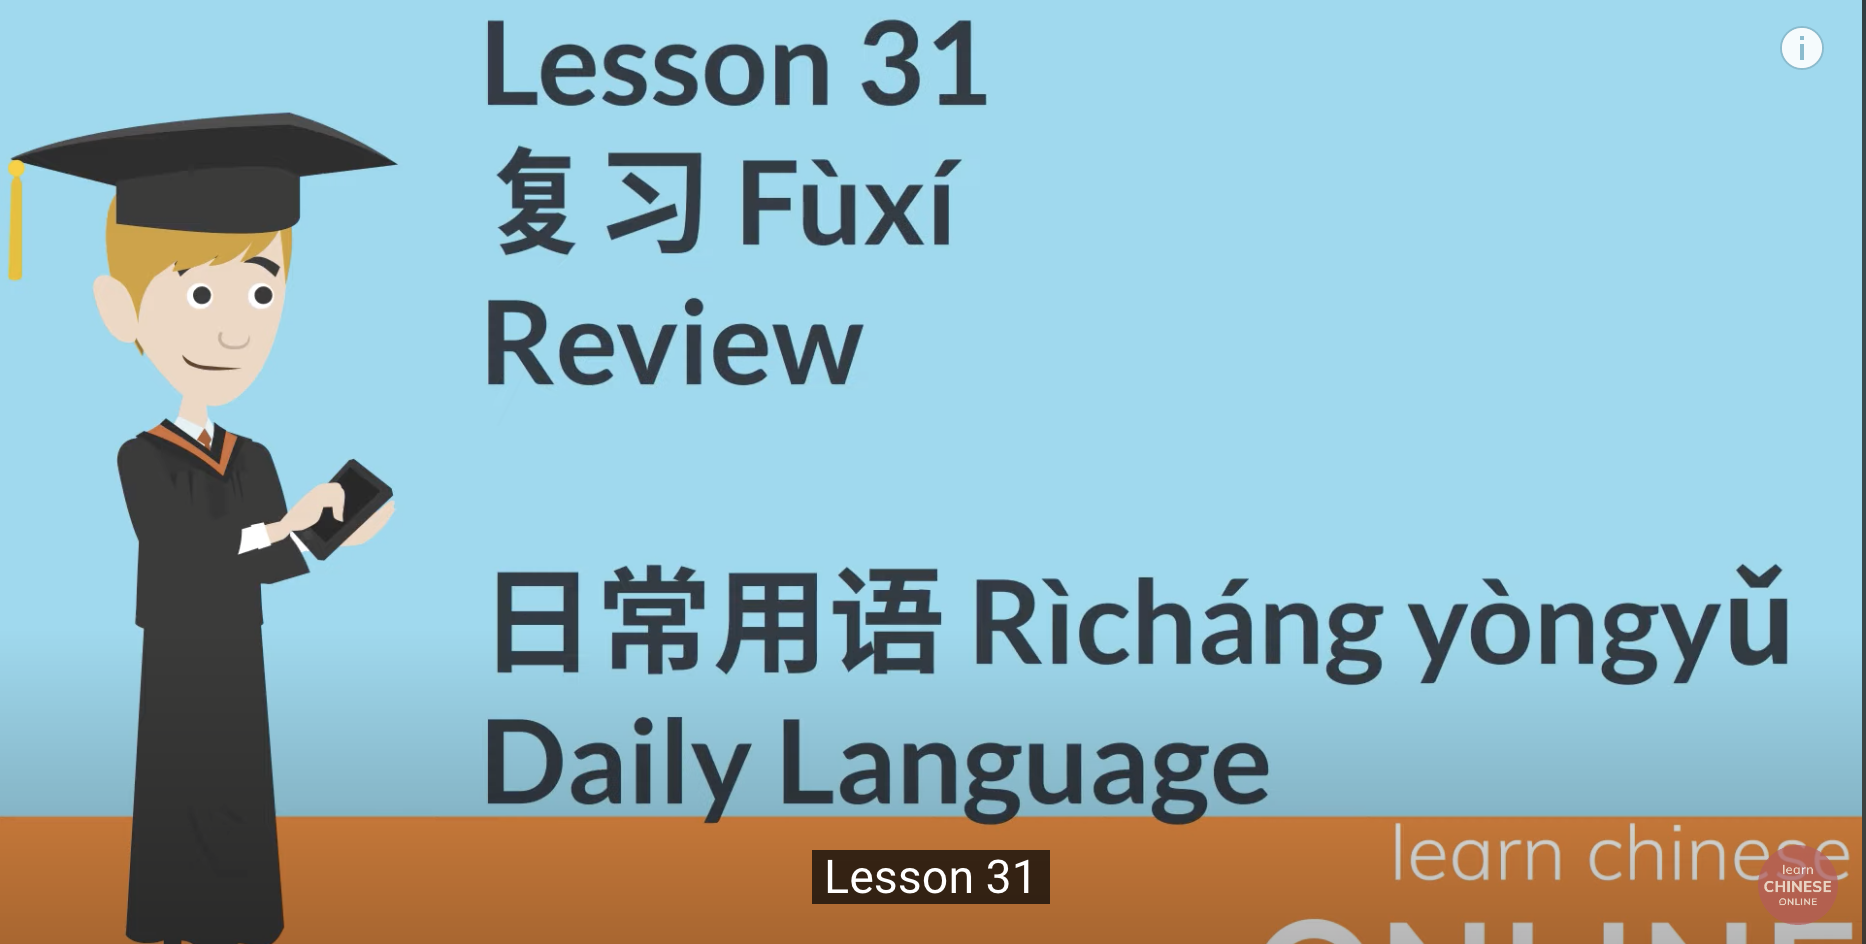 Lesson 31
复习 Fùxí
Review
日常用语 Rìcháng yòngyǔ
Daily Language
Lesson 31
learn chinese
ONLINE
learn
CHINESE
ONLINE